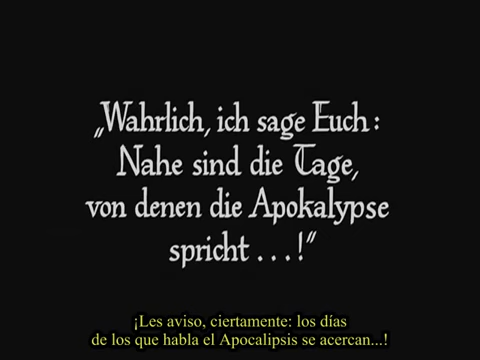 „Wahrlich, ich sage Euch:
Nahe sind die Tage,
von denen die Apokalypse
spricht...!“
¡Les aviso, ciertamente: los días
de los que habla el Apocalipsis se acercan...!